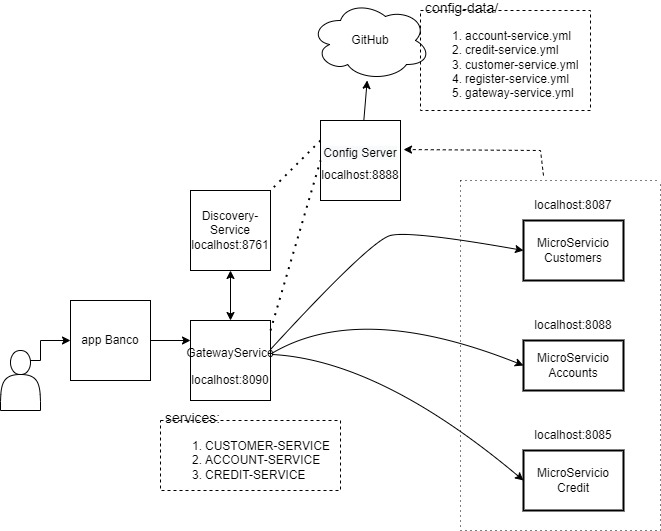 config-data/
GitHub
1. account-service.yml
2. credit-service.yml
3. customer-service.yml
4. register-service.yml
5. gateway-service.yml
Config Server
localhost:8888
Discovery-
Service
localhost:8761
localhost:8087
MicroServicio
Customers
app Banco
GatewayService
localhost:8090
localhost:8088
MicroServicio
Accounts
services:
1. CUSTOMER-SERVICE
2. ACCOUNT-SERVICE
3. CREDIT-SERVICE
localhost:8085
MicroServicio
Credit